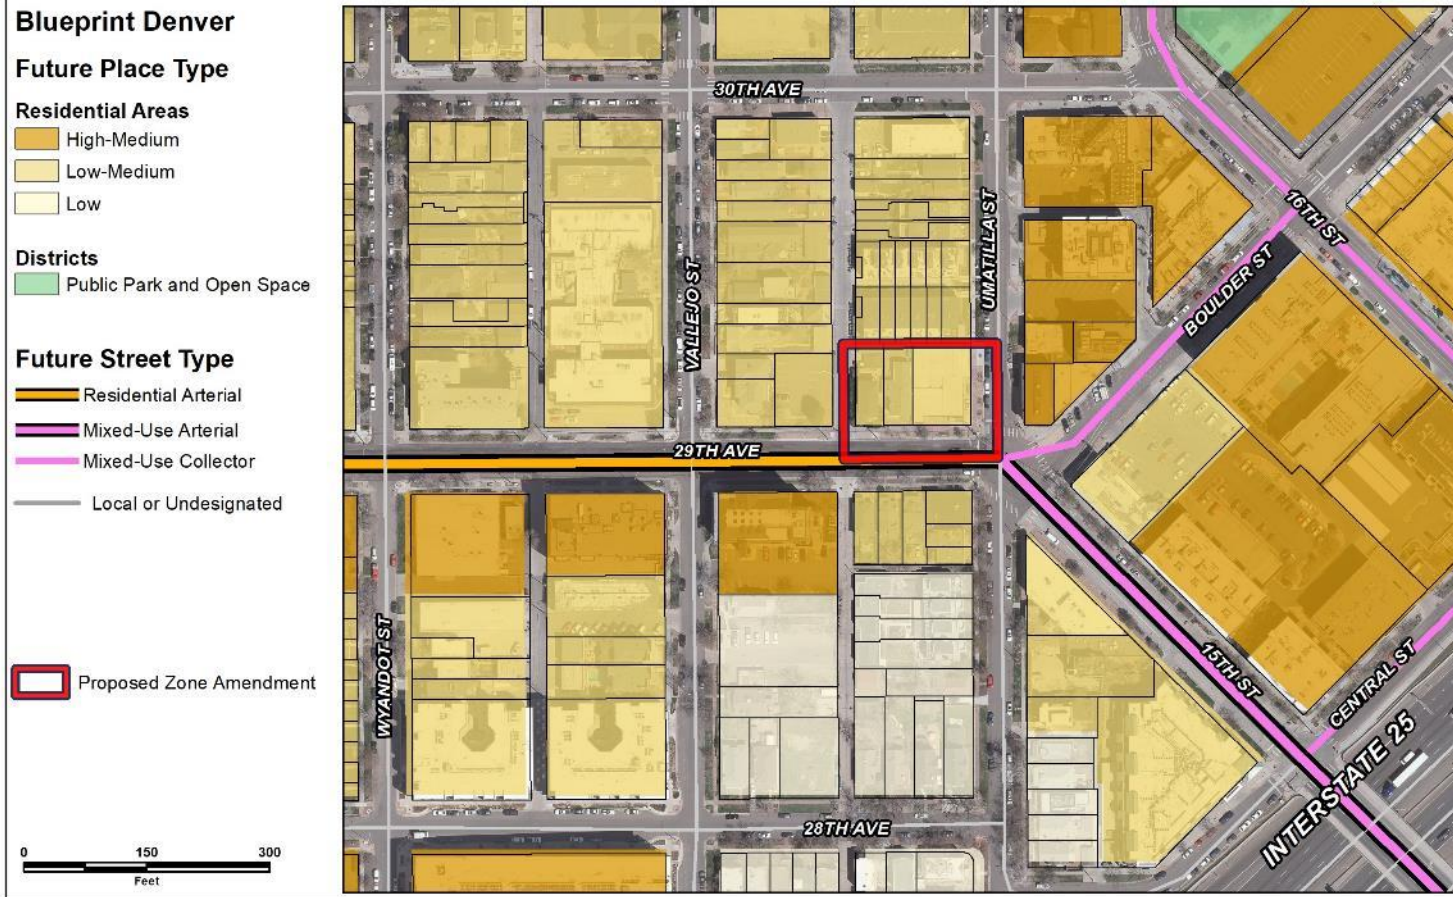 Blueprint Denver
Future Place Type
Residential Areas
High-Medium
Low-Medium
Low
Districts
Public Park and Open Space
Future Street Type
Residential Arterial
Mixed-Use Arterial
Mixed-Use Collector
Local or Undesignated
Proposed Zone Amendment
0 150 300
Feet
30TH AVE
16TH ST
UMATILLA ST
BOULDER ST
VALLEJO ST
29TH AVE
WYANDOT ST
15TH ST
CENTRAL ST
INTERSTATE 25
28TH AVE